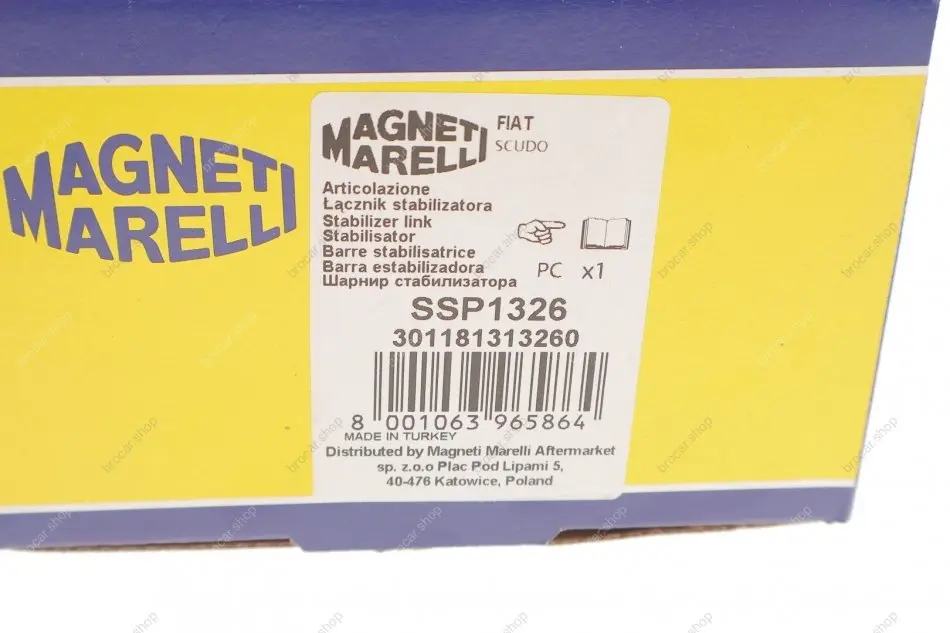 MAGNETI
MARELLI
MAGNETI
MARELLI
FIAT
SCUDO
Articolazione
Łącznik stabilizatora
Stabilizer link
Stabilisator
Barre stabilisatrice
Barra estabilizadora
Шарнир стабилизатора
PC x1
SSP1326
301181313260
8 001063 965864
MADE IN TURKEY
Distributed by Magneti Marelli Aftermarket
sp. z.o.o Plac Pod Lipami 5,
40-476 Katowice, Poland
brocar.shop